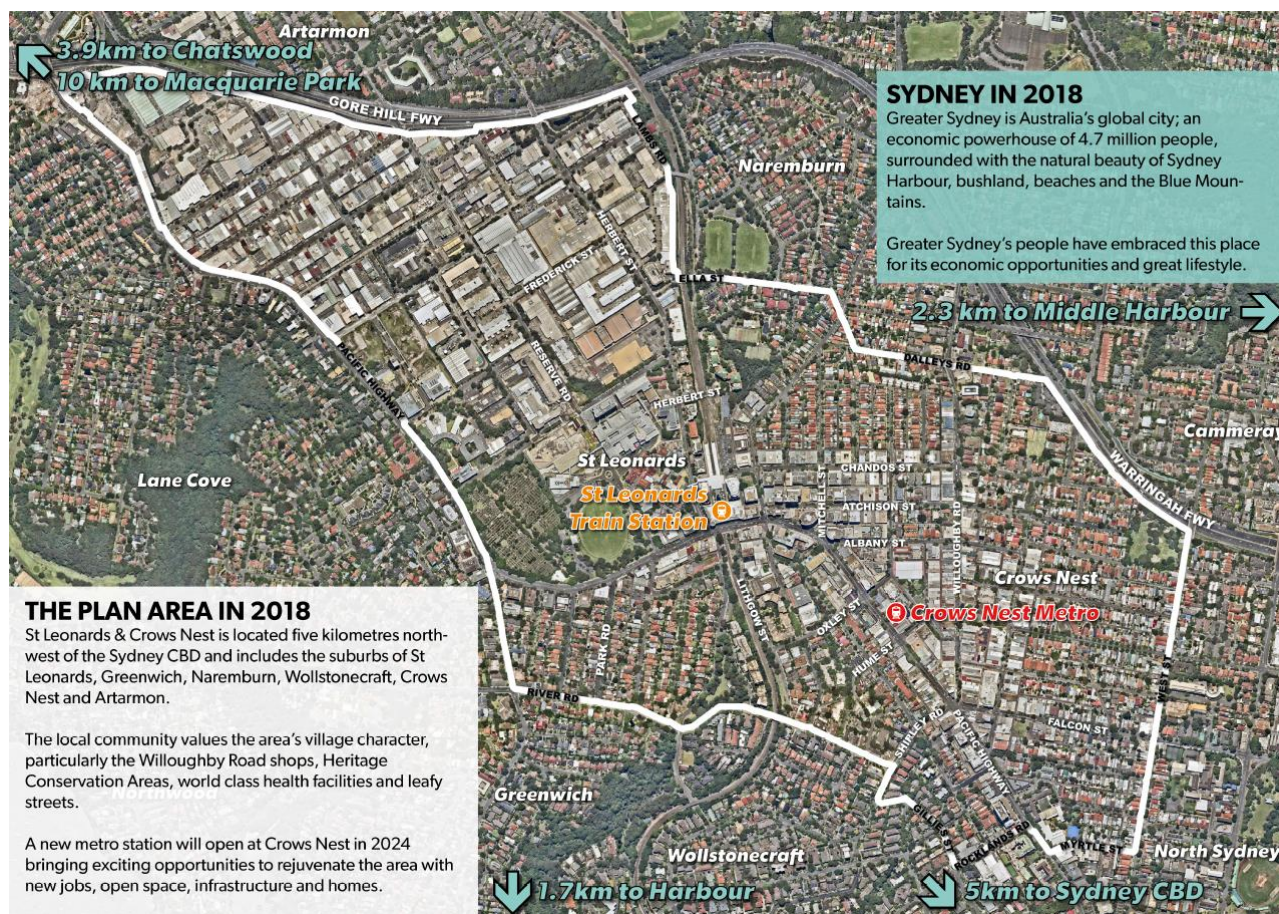 Artarmon
3.9km to Chatswood
10 km to Macquarie Park
GORE HILL FWY
LAMBS RD
Naremburn
SYDNEY IN 2018
Greater Sydney is Australia's global city; an
economic powerhouse of 4.7 million people,
surrounded with the natural beauty of Sydney
Harbour, bushland, beaches and the Blue Moun-
tains.
Greater Sydney's people have embraced this place
for its economic opportunities and great lifestyle.
HERBERT ST
FREDERICK ST
ELLA ST
2.3 km to Middle Harbour
PACIFIC HIGHWAY
RESERVE RD
DALLEYS RD
HERBERT ST
Cammeray
Lane Cove
St Leonards
CHANDOS ST
WARRINGAH FWY
St Leonards
Train Station
MITCHELL ST
ATCHISON ST
ALBANY ST
WILLOUGHBY RD
Crows Nest
Crows Nest Metro
LITHGOW ST
OXLEY ST
HUME ST
PARK RD
RIVER RD
WEST ST
SHIRLEY RD
PACIFIC HIGHWAY
FALCON ST
THE PLAN AREA IN 2018
St Leonards & Crows Nest is located five kilometres north-
west of the Sydney CBD and includes the suburbs of St
Leonards, Greenwich, Naremburn, Wollstonecraft, Crows
Nest and Artarmon.
The local community values the area's village character,
particularly the Willoughby Road shops, Heritage
Conservation Areas, world class health facilities and leafy
streets.
Northwood
A new metro station will open at Crows Nest in 2024
bringing exciting opportunities to rejuvenate the area with
new jobs, open space, infrastructure and homes.
Greenwich
Wollstonecraft
GILLIES ST
ROCKLANDS RD
MYRTLE ST
North Sydney
1.7km to Harbour
5km to Sydney CBD